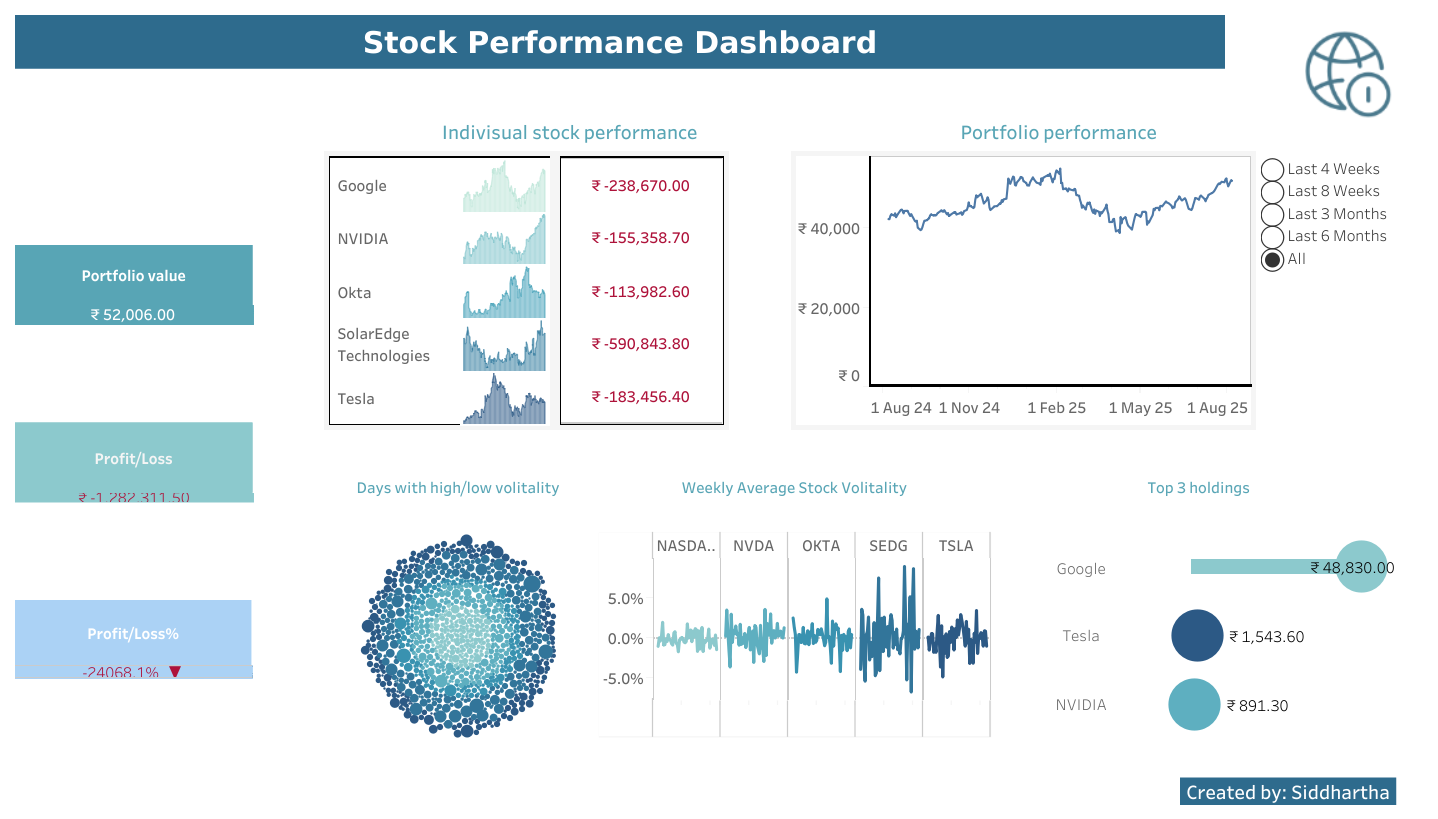 Stock Performance Dashboard
Indivisual stock performance
Portfolio performance
Google
₹ -238,670.00
NVIDIA
₹ -155,358.70
Okta
₹ -113,982.60
SolarEdge
Technologies
₹ -590,843.80
Tesla
₹ -183,456.40
₹ 40,000
₹ 20,000
₹ 0
1 Aug 24 1 Nov 24 1 Feb 25 1 May 25 1 Aug 25
Last 4 Weeks
Last 8 Weeks
Last 3 Months
Last 6 Months
All
Portfolio value
₹ 52,006.00
Profit/Loss
₹ -1,282,311.50
Profit/Loss%
-24068.1% ▼
Days with high/low volitality
Weekly Average Stock Volitality
Top 3 holdings
NASDA.. NVDA OKTA SEDG TSLA
5.0%
0.0%
-5.0%
Google
₹ 48,830.00
Tesla
₹ 1,543.60
NVIDIA
₹ 891.30
Created by: Siddhartha